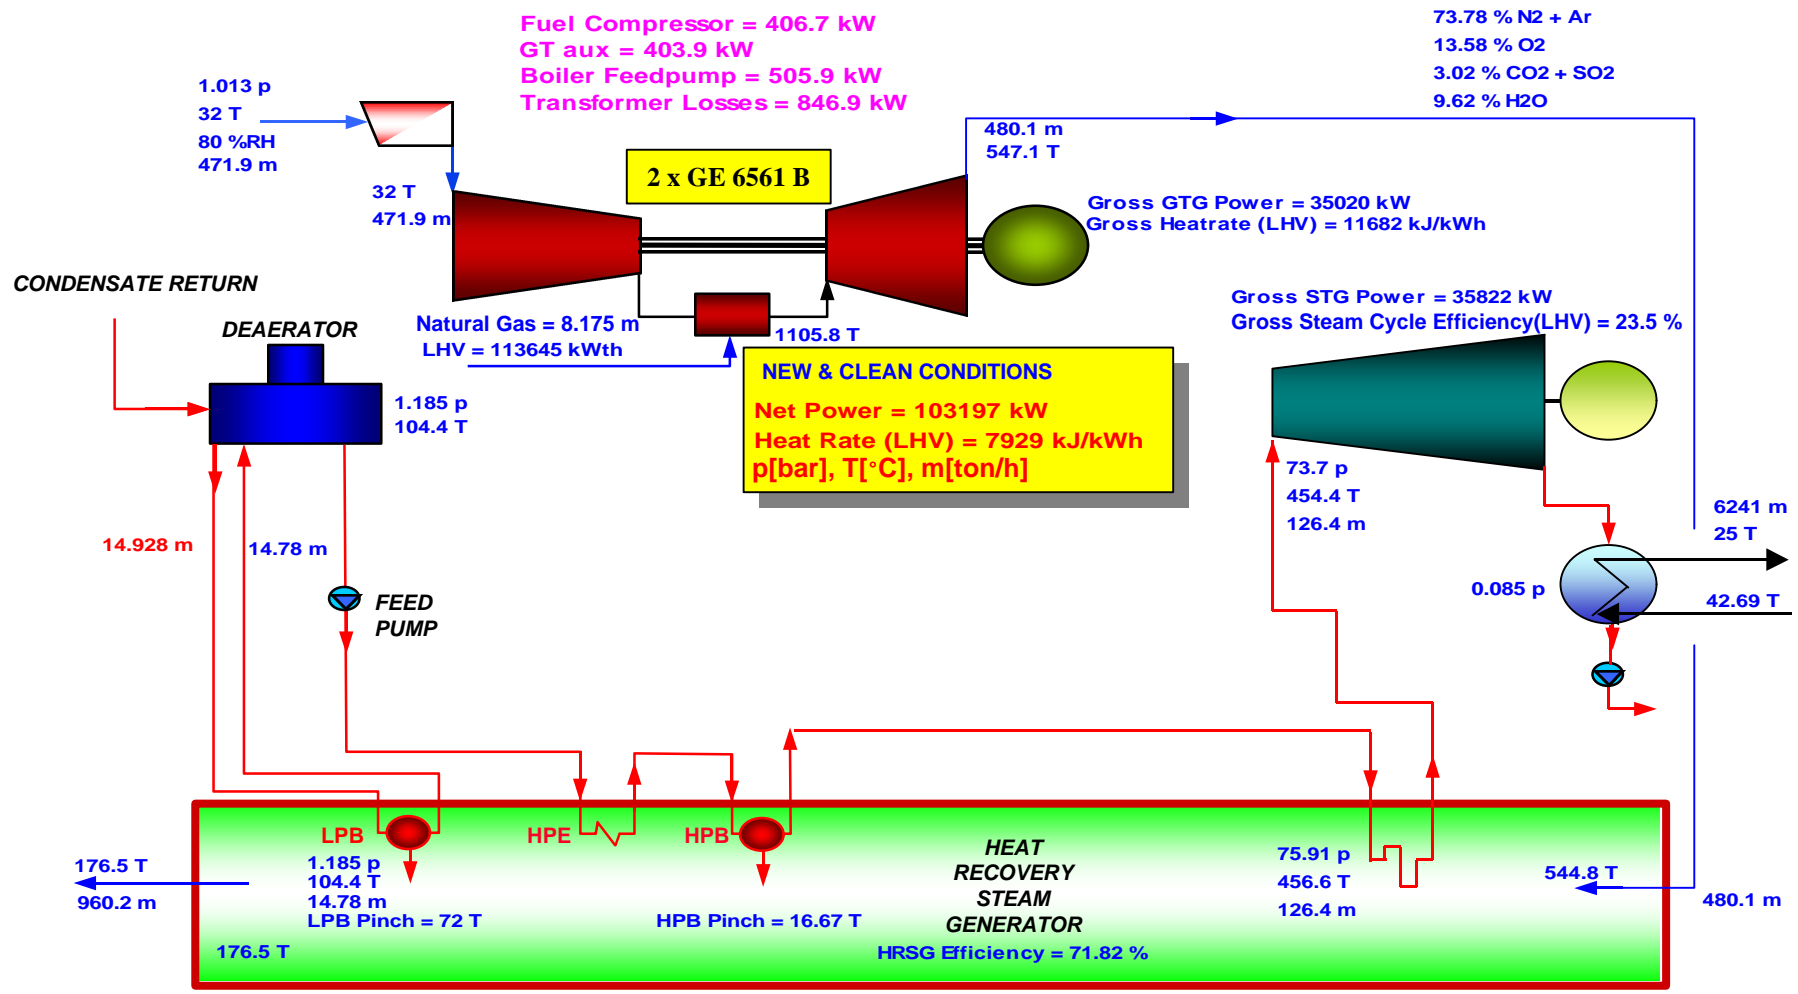 Fuel Compressor = 406.7 kW
GT aux = 403.9 kW
Boiler Feedpump = 505.9 kW
Transformer Losses = 846.9 kW
73.78 % N2 + Ar
13.58 % O2
3.02 % CO2 + SO2
9.62 % H2O
1.013 p
32 T
80 %RH
471.9 m
32 T
471.9 m
2 x GE 6561 B
480.1 m
547.1 T
Gross GTG Power = 35020 kW
Gross Heatrate (LHV) = 11682 kJ/kWh
CONDENSATE RETURN
DEAERATOR
1.185 p
104.4 T
Natural Gas = 8.175 m
LHV = 113645 kWth
1105.8 T
Gross STG Power = 35822 kW
Gross Steam Cycle Efficiency(LHV) = 23.5 %
NEW & CLEAN CONDITIONS
Net Power = 103197 kW
Heat Rate (LHV) = 7929 kJ/kWh
p[bar], T[°C], m[ton/h]
73.7 p
454.4 T
126.4 m
6241 m
25 T
14.928 m
14.78 m
0.085 p
42.69 T
FEED
PUMP
LPB
HPE
HPB
1.185 p
104.4 T
14.78 m
LPB Pinch = 72 T
HPB Pinch = 16.67 T
HEAT
RECOVERY
STEAM
GENERATOR
HRSG Efficiency = 71.82 %
75.91 p
456.6 T
126.4 m
544.8 T
480.1 m
176.5 T
960.2 m
176.5 T